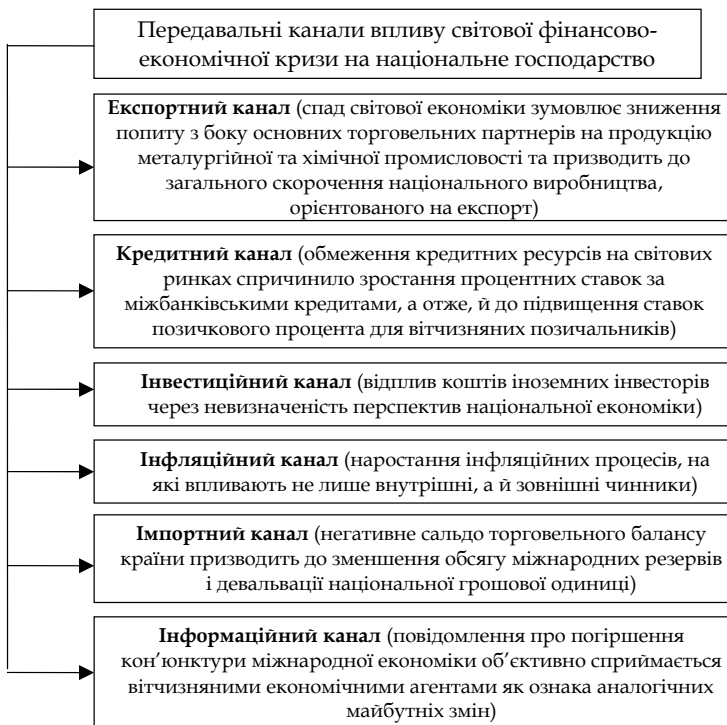 Передавальні канали впливу світової фінансово-
економічної кризи на національне господарство
Експортний канал (спад світової економіки зумовлює зниження
попиту з боку основних торговельних партнерів на продукцію
металургійної та хімічної промисловості та призводить до
загального скорочення національного виробництва,
орієнтованого на експорт)
Кредитний канал (обмеження кредитних ресурсів на світових
ринках спричинило зростання процентних ставок за
міжбанківськими кредитами, а отже, й до підвищення ставок
позичкового процента для вітчизняних позичальників)
Інвестиційний канал (відплив коштів іноземних інвесторів
через невизначеність перспектив національної економіки)
Інфляційний канал (наростання інфляційних процесів, на
які впливають не лише внутрішні, а й зовнішні чинники)
Імпортний канал (негативне сальдо торговельного балансу
країни призводить до зменшення обсягу міжнародних резервів
і девальвації національної грошової одиниці)
Інформаційний канал (повідомлення про погіршення
кон’юнктури міжнародної економіки об’єктивно сприймається
вітчизняними економічними агентами як ознака аналогічних
майбутніх змін)